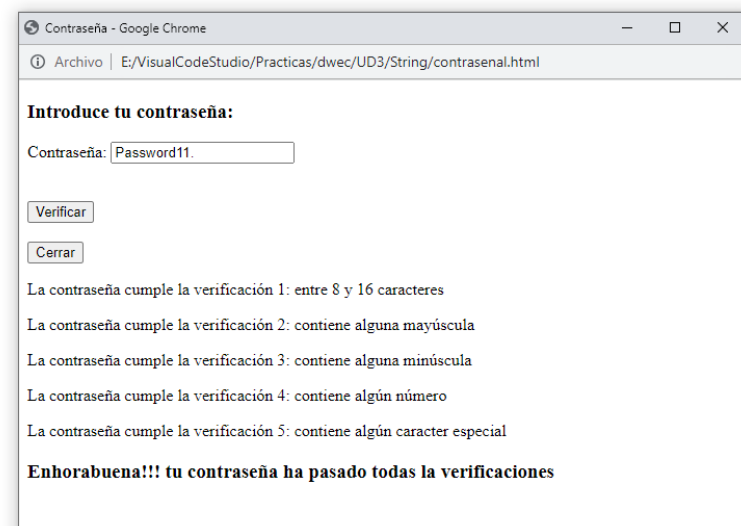 Contraseña - Google Chrome
Archivo | E:/VisualCodeStudio/Practicas/dwec/UD3/String/contrasenal.html
Introduce tu contraseña:
Contraseña: Password11.
Verificar
Cerrar
La contraseña cumple la verificación 1: entre 8 y 16 caracteres
La contraseña cumple la verificación 2: contiene alguna mayúscula
La contraseña cumple la verificación 3: contiene alguna minúscula
La contraseña cumple la verificación 4: contiene algún número
La contraseña cumple la verificación 5: contiene algún caracter especial
Enhorabuena!!! tu contraseña ha pasado todas la verificaciones